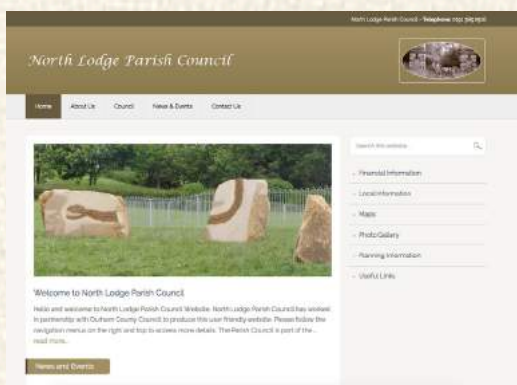 North Lodge Parish Council - Telephone:
North Lodge Parish Council
Home About Us Council News & Events Contact Us
Search this website
Financial Information
Local Information
Maps
Photo Gallery
Planning Information
Useful Links
Welcome to North Lodge Parish Council
Hello and welcome to North Lodge Parish Council Website. North Lodge Parish Council has worked
in partnership with Durham County Council to produce this user friendly website. Please follow the
navigation menus on the right and top to access more details. The Parish Council is part of the ..
read more..
News and Events